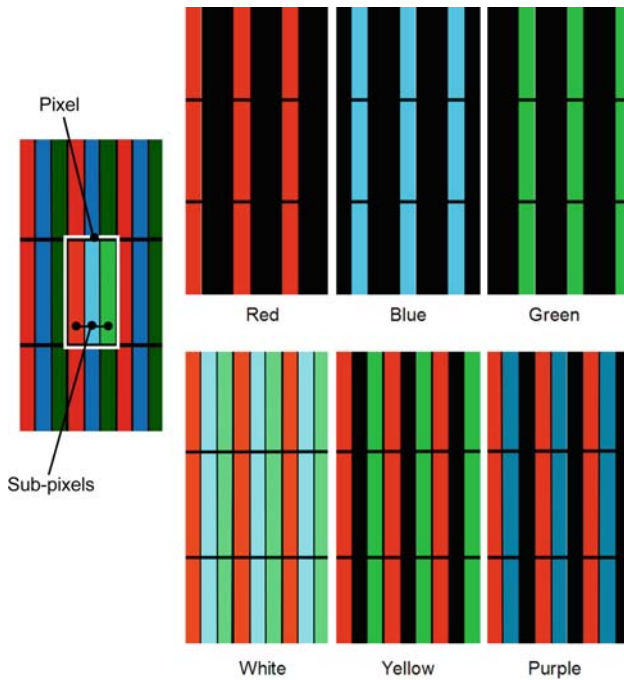 Pixel
Sub-pixels
Red
Blue
Green
White
Yellow
Purple